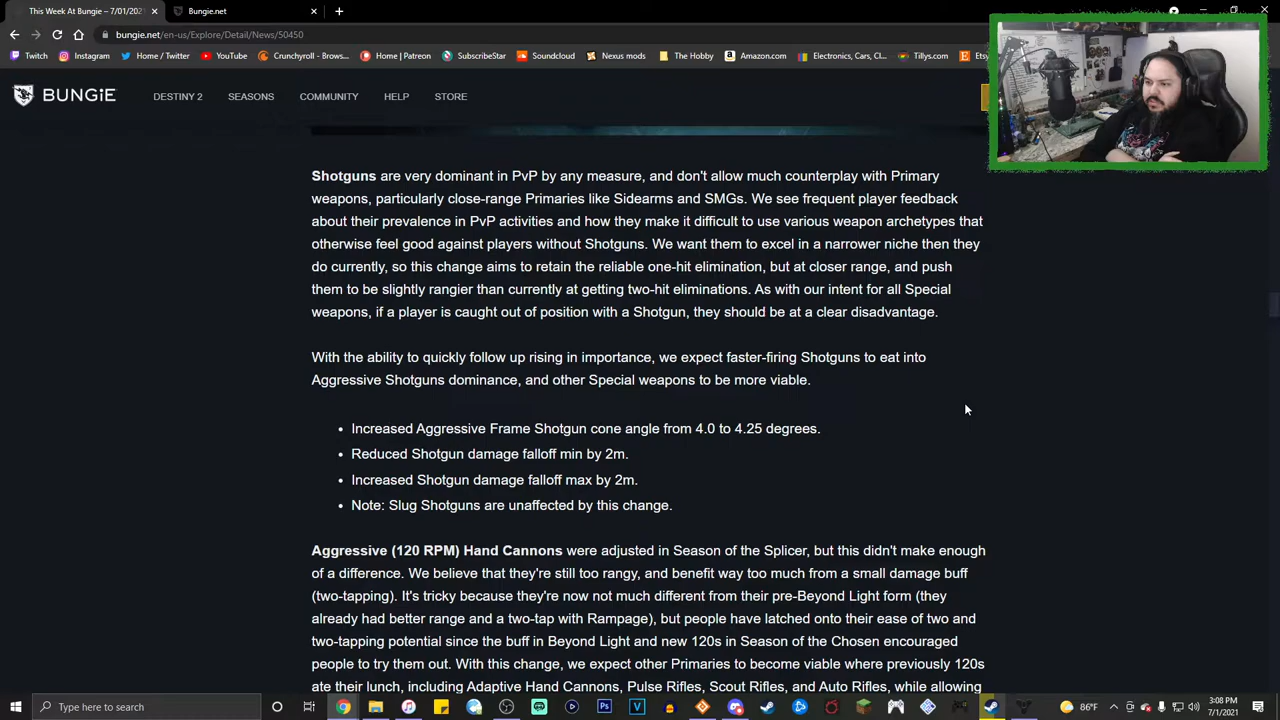 This Week At Bungie – 7/01/2021
Bungie.net
bungie.net/en-us/Explore/Detail/News/50450
Twitch
Instagram
Home / Twitter
YouTube
Crunchyroll - Brows...
Home | Patreon
SubscribeStar
Soundcloud
Nexus mods
The Hobby
Amazon.com
Electronics, Cars, Cl...
Tillys.com
BUNGiE
DESTINY 2
SEASONS
COMMUNITY
HELP
STORE
Shotguns are very dominant in PvP by any measure, and don't allow much counterplay with Primary
weapons, particularly close-range Primaries like Sidearms and SMGs. We see frequent player feedback
about their prevalence in PvP activities and how they make it difficult to use various weapon archetypes that
otherwise feel good against players without Shotguns. We want them to excel in a narrower niche then they
do currently, so this change aims to retain the reliable one-hit elimination, but at closer range, and push
them to be slightly rangier than currently at getting two-hit eliminations. As with our intent for all Special
weapons, if a player is caught out of position with a Shotgun, they should be at a clear disadvantage.
With the ability to quickly follow up rising in importance, we expect faster-firing Shotguns to eat into
Aggressive Shotguns dominance, and other Special weapons to be more viable.
• Increased Aggressive Frame Shotgun cone angle from 4.0 to 4.25 degrees.
• Reduced Shotgun damage falloff min by 2m.
• Increased Shotgun damage falloff max by 2m.
• Note: Slug Shotguns are unaffected by this change.
Aggressive (120 RPM) Hand Cannons were adjusted in Season of the Splicer, but this didn't make enough
of a difference. We believe that they're still too rangy, and benefit way too much from a small damage buff
(two-tapping). It's tricky because they're now not much different from their pre-Beyond Light form (they
already had better range and a two-tap with Rampage), but people have latched onto their ease of two and
two-tapping potential since the buff in Beyond Light and new 120s in Season of the Chosen encouraged
people to try them out. With this change, we expect other Primaries to become viable where previously 120s
ate their lunch, including Adaptive Hand Cannons, Pulse Rifles, Scout Rifles, and Auto Rifles, while allowing
Type here to search
86°F
3:08 PM
7/1/2021